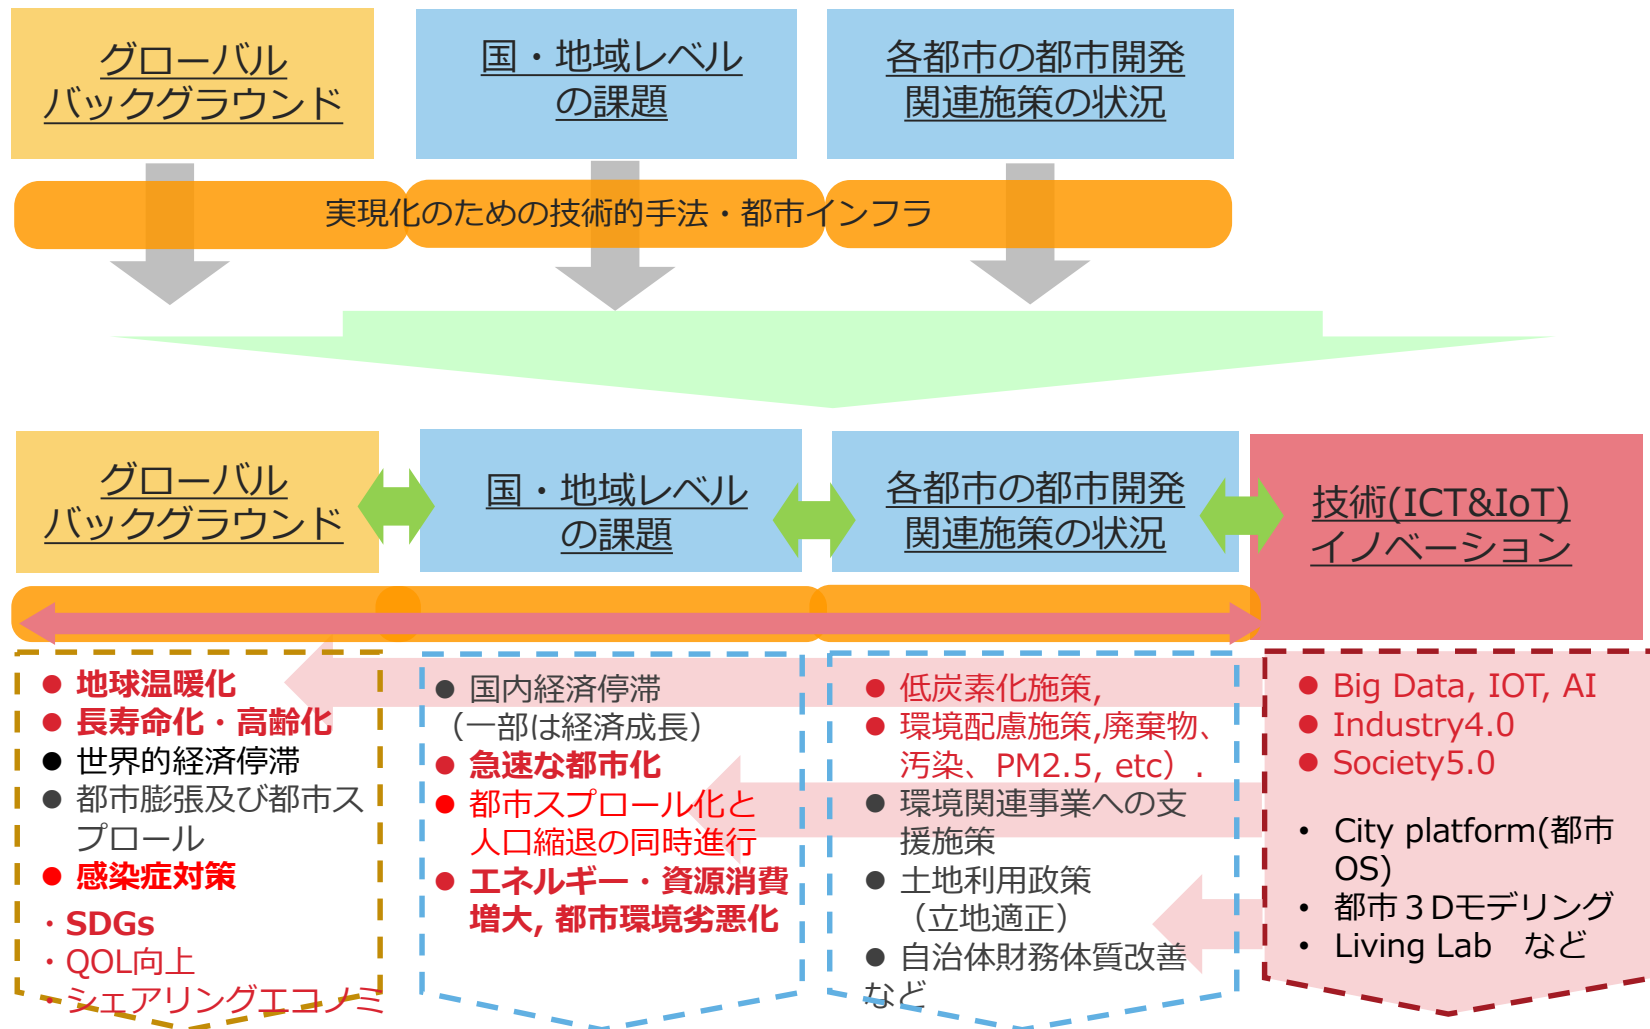 グローバル
バックグラウンド
国・地域レベル
の課題
各都市の都市開発
関連施策の状況
実現化のための技術的手法・都市インフラ
グローバル
バックグラウンド
国・地域レベル
の課題
各都市の都市開発
関連施策の状況
技術(ICT&IoT)
イノベーション
● 地球温暖化
● 長寿命化・高齢化
● 世界的経済停滞
● 都市膨張及び都市ス
プロール
● 感染症対策
・SDGs
・QOL向上
・シェアリングエコノミ
● 国内経済停滞
（一部は経済成長）
● 急速な都市化
● 都市スプロール化と
人口縮退の同時進行
● エネルギー・資源消費
増大, 都市環境劣悪化
● 低炭素化施策,
● 環境配慮施策,廃棄物、
汚染、PM2.5, etc）.
● 環境関連事業への支
援施策
● 土地利用政策
（立地適正）
● 自治体財務体質改善
など
● Big Data, IOT, AI
● Industry4.0
● Society5.0
• City platform(都市
OS)
• 都市３Dモデリング
• Living Lab　など